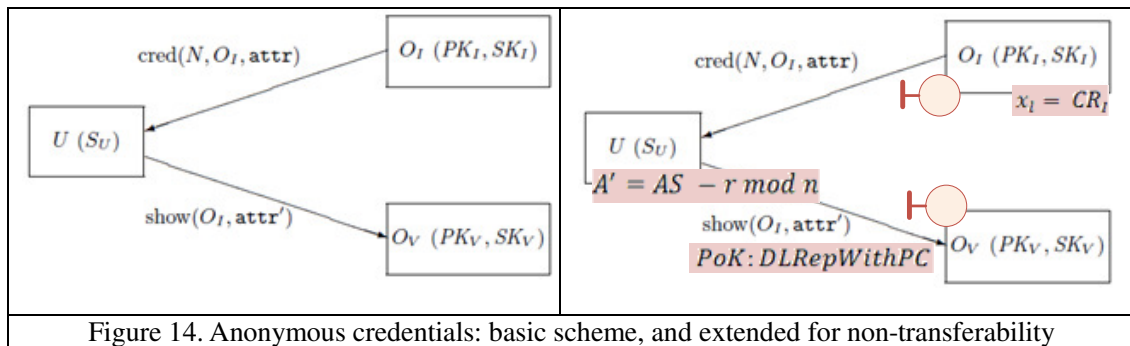 cred(N, O_I, attr)
O_I (PK_I, SK_I)
U (S_U)
show(O_I, attr′)
O_V (PK_V, SK_V)
cred(N, O_I, attr)
O_I (PK_I, SK_I)
x_i = CR_I
U (S_U)
A′ = AS − r mod n
show(O_I, attr′)
PoK: DLRepWithPC
O_V (PK_V, SK_V)
Figure 14. Anonymous credentials: basic scheme, and extended for non-transferability